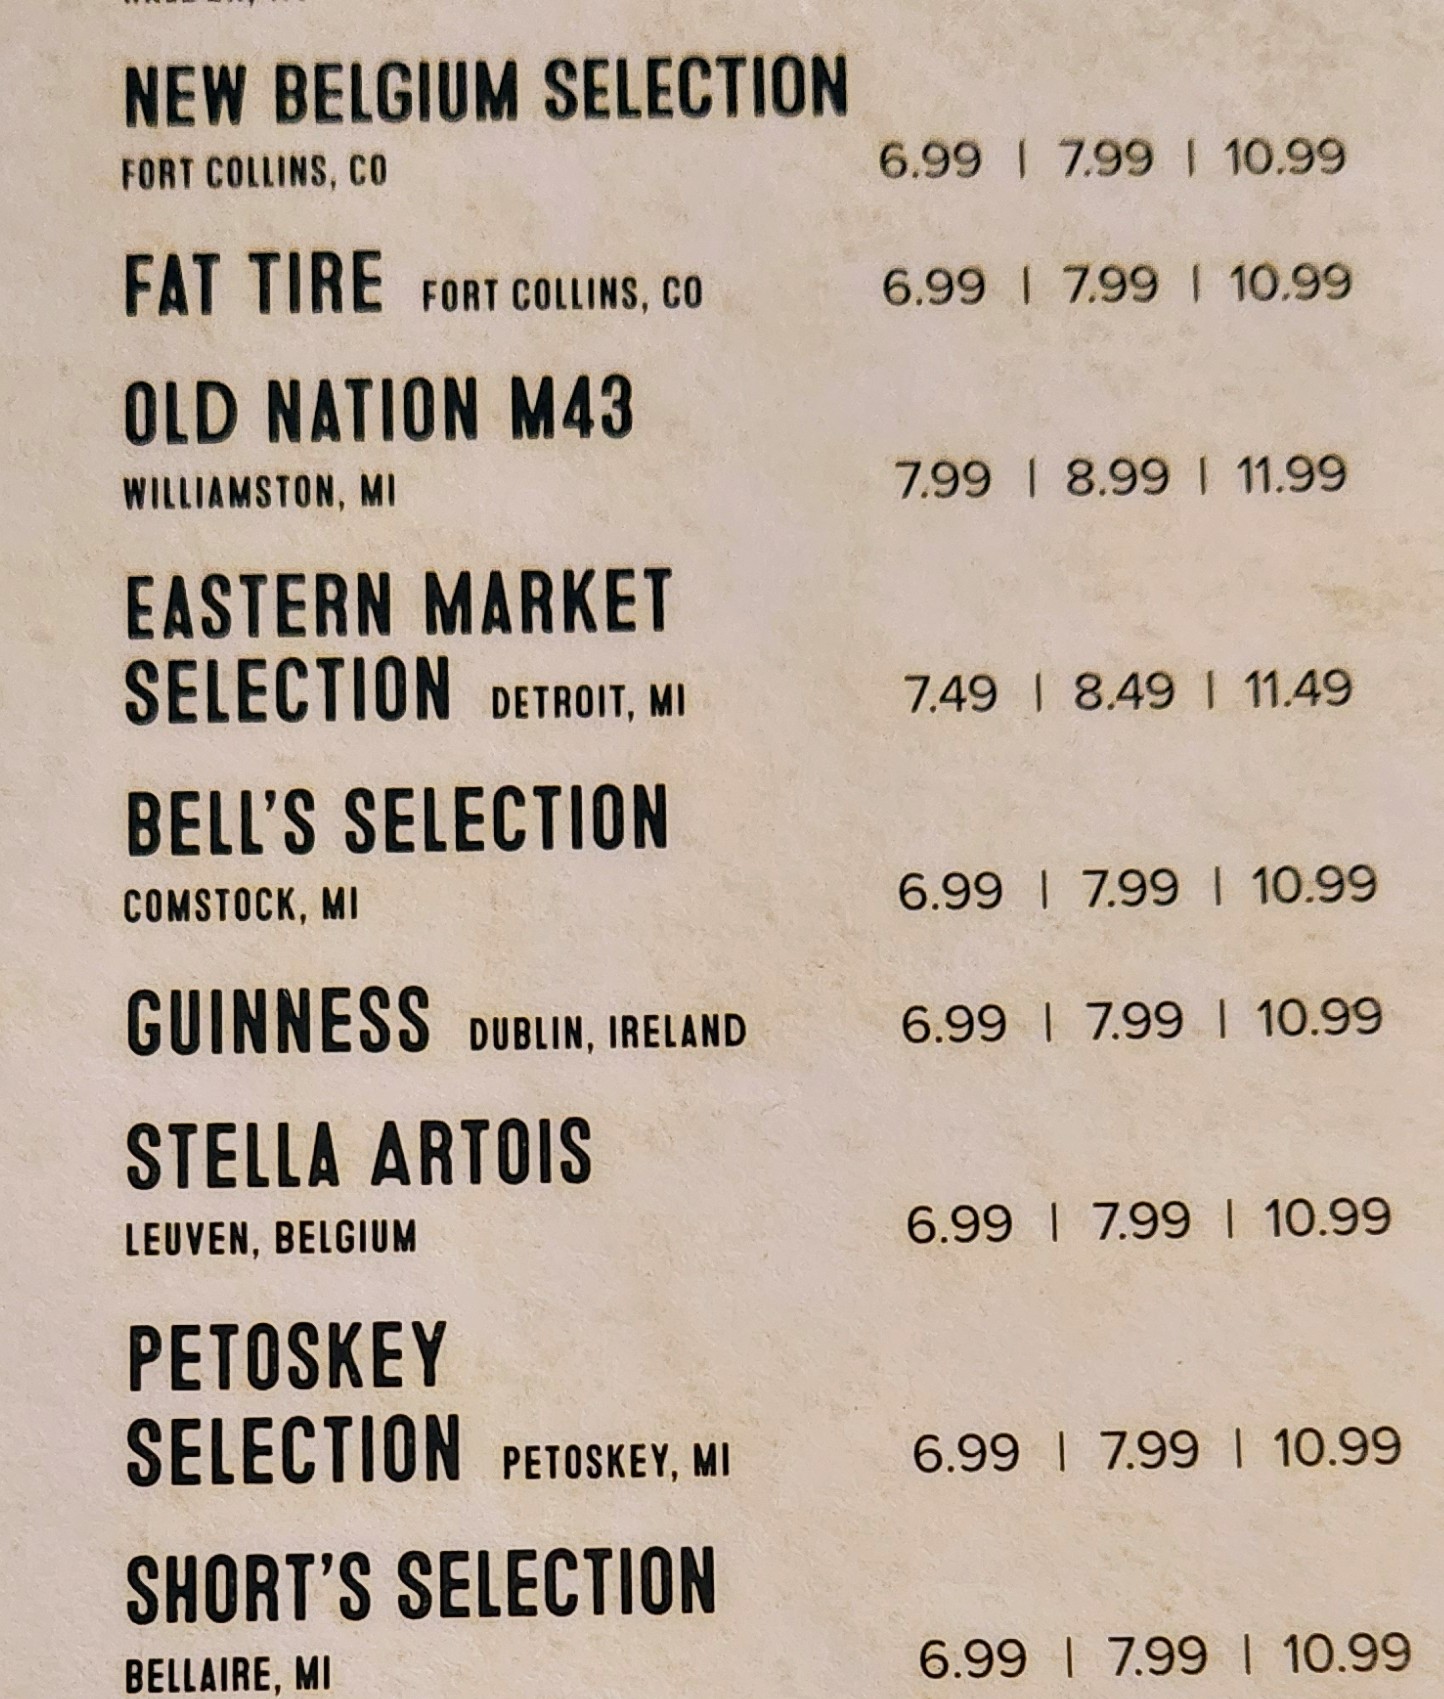 NEW BELGIUM SELECTION
FORT COLLINS, CO 6.99 | 7.99 | 10.99
FAT TIRE FORT COLLINS, CO 6.99 | 7.99 | 10.99
OLD NATION M43
WILLIAMSTON, MI 7.99 | 8.99 | 11.99
EASTERN MARKET
SELECTION DETROIT, MI 7.49 | 8.49 | 11.49
BELL'S SELECTION
COMSTOCK, MI 6.99 | 7.99 | 10.99
GUINNESS DUBLIN, IRELAND 6.99 | 7.99 | 10.99
STELLA ARTOIS
LEUVEN, BELGIUM 6.99 | 7.99 | 10.99
PETOSKEY
SELECTION PETOSKEY, MI 6.99 | 7.99 | 10.99
SHORT'S SELECTION
BELLAIRE, MI 6.99 | 7.99 | 10.99